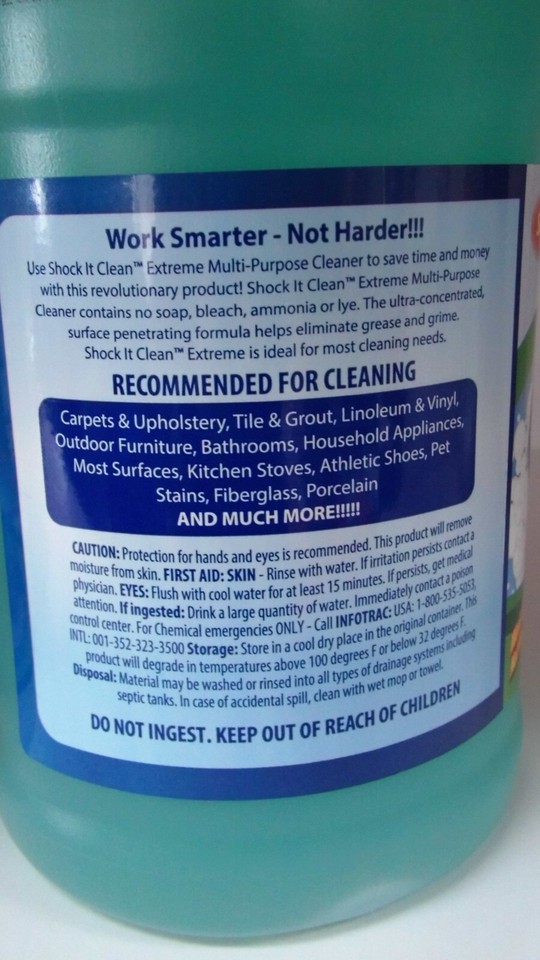 Work Smarter - Not Harder!!!
Use Shock It Clean™ Extreme Multi-Purpose Cleaner to save time and money
with this revolutionary product! Shock It Clean™ Extreme Multi-Purpose
Cleaner contains no soap, bleach, ammonia or lye. The ultra-concentrated,
surface penetrating formula helps eliminate grease and grime.
Shock It Clean™ Extreme is ideal for most cleaning needs.
RECOMMENDED FOR CLEANING
Carpets & Upholstery, Tile & Grout, Linoleum & Vinyl,
Outdoor Furniture, Bathrooms, Household Appliances,
Most Surfaces, Kitchen Stoves, Athletic Shoes, Pet
Stains, Fiberglass, Porcelain
AND MUCH MORE!!!!!
CAUTION: Protection for hands and eyes is recommended. This product will remove
moisture from skin. FIRST AID: SKIN - Rinse with water. If irritation persists contact a
physician. EYES: Flush with cool water for at least 15 minutes. If persists, get medical
attention. If ingested: Drink a large quantity of water. Immediately contact a poison
control center. For Chemical emergencies ONLY - Call INFOTRAC: USA: 1-800-535-5053,
INTL: 001-352-323-3500 Storage: Store in a cool dry place in the original container. This
product will degrade in temperatures above 100 degrees F or below 32 degrees F.
Disposal: Material may be washed or rinsed into all types of drainage systems including
septic tanks. In case of accidental spill, clean with wet mop or towel.
DO NOT INGEST. KEEP OUT OF REACH OF CHILDREN